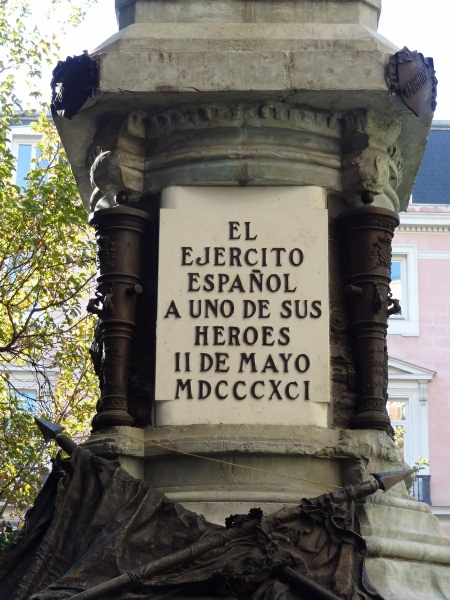 EL
EJERCITO
ESPAÑOL
A UNO DE SUS
HEROES
II DE MAYO
MDCCCXCI